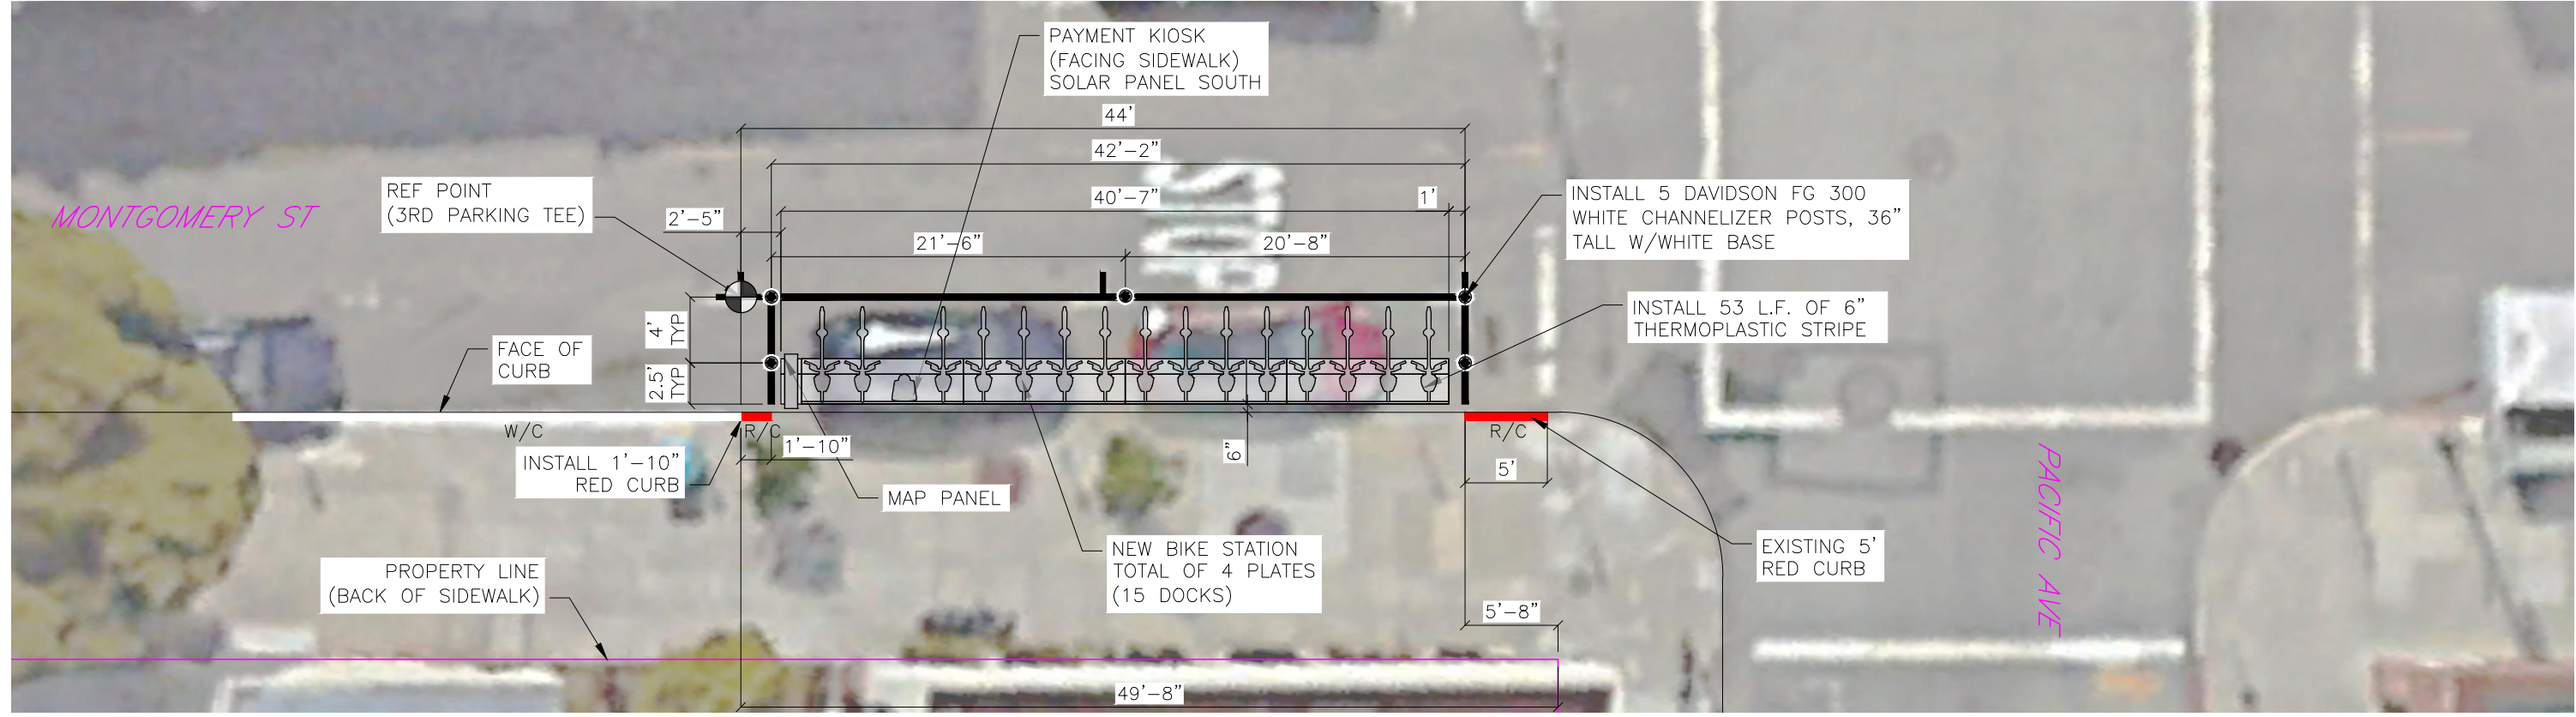 PAYMENT KIOSK
(FACING SIDEWALK)
SOLAR PANEL SOUTH
44'
42'-2"
REF POINT
(3RD PARKING TEE)
MONTGOMERY ST
2'-5"
40'-7"
1'
INSTALL 5 DAVIDSON FG 300
WHITE CHANNELIZER POSTS, 36"
TALL W/WHITE BASE
21'-6"
20'-8"
STOP
INSTALL 53 L.F. OF 6"
THERMOPLASTIC STRIPE
4'
TYP
2.5'
TYP
FACE OF
CURB
W/C
R/C
1'-10"
6"
R/C
5'
INSTALL 1'-10"
RED CURB
MAP PANEL
PACIFIC AVE
NEW BIKE STATION
TOTAL OF 4 PLATES
(15 DOCKS)
EXISTING 5'
RED CURB
PROPERTY LINE
(BACK OF SIDEWALK)
5'-8"
49'-8"